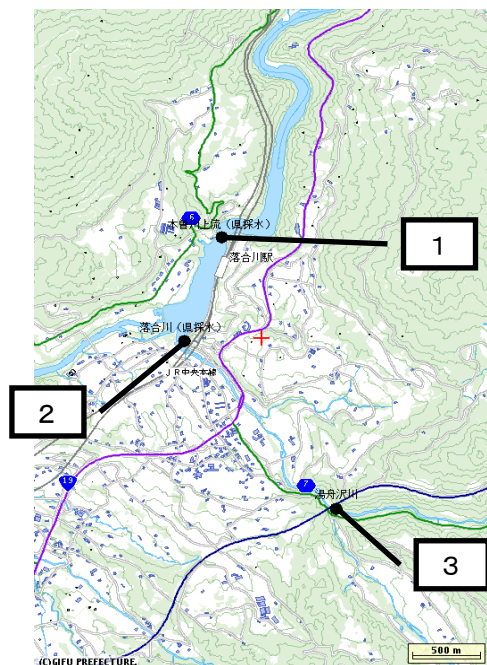 6
木曽川上流（県採水）
1
落合川駅
落合川（県採水）
ＪＲ中央本線
2
19
7
湯舟沢川
3
500 m
(C)GIFU PREFECTURE.